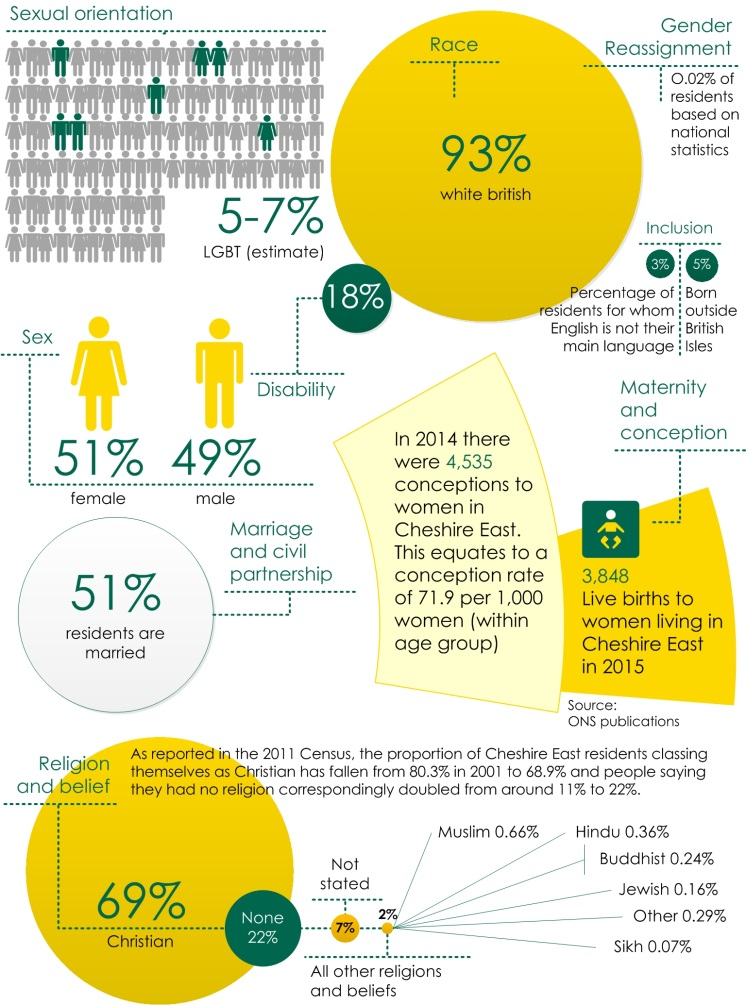 Sexual orientation
5-7%
LGBT (estimate)
Race
93%
white british
Gender
Reassignment
0.02% of
residents
based on
national
statistics
Inclusion
3%
Percentage of
residents for whom
English is not their
main language
5%
Born
outside
British
Isles
18%
Disability
Sex
51%
female
49%
male
Marriage
and civil
partnership
51%
residents are
married
In 2014 there
were 4,535
conceptions to
women in
Cheshire East.
This equates to a
conception rate
of 71.9 per 1,000
women (within
age group)
Maternity
and
conception
3,848
Live births to
women living in
Cheshire East
in 2015
Source:
ONS publications
Religion
and belief
As reported in the 2011 Census, the proportion of Cheshire East residents classing
themselves as Christian has fallen from 80.3% in 2001 to 68.9% and people saying
they had no religion correspondingly doubled from around 11% to 22%.
69%
Christian
None
22%
Not
stated
7%
2%
All other religions
and beliefs
Muslim 0.66%
Hindu 0.36%
Buddhist 0.24%
Jewish 0.16%
Other 0.29%
Sikh 0.07%